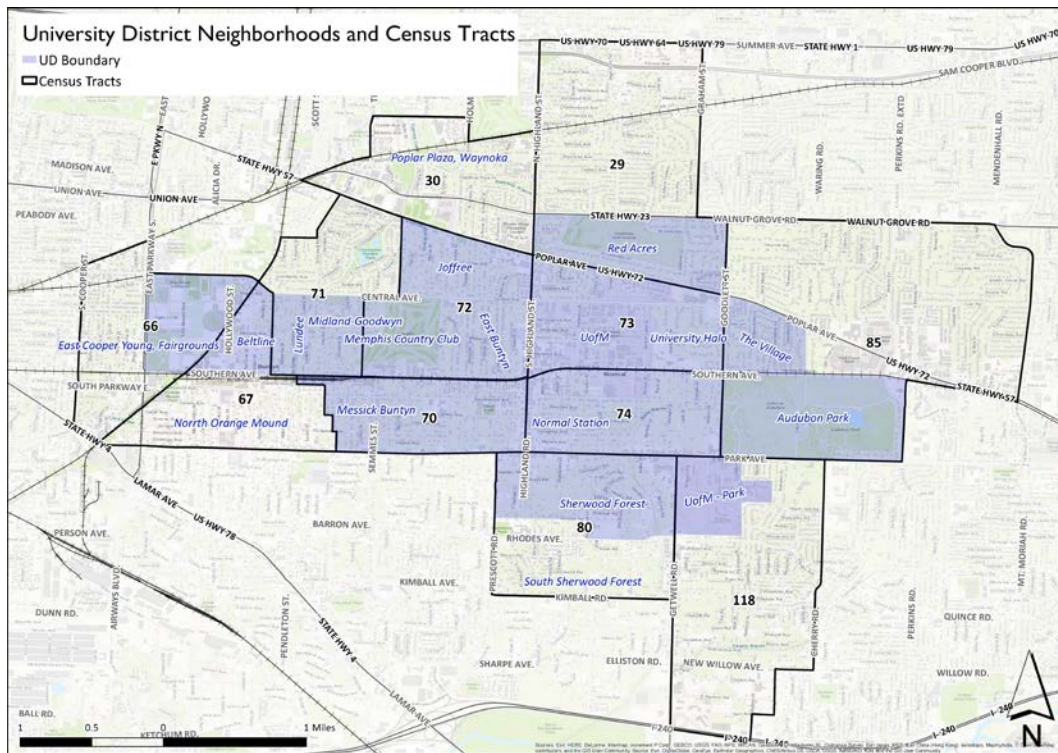 University District Neighborhoods and Census Tracts
UD Boundary
Census Tracts
US HWY 70 US HWY 64 US HWY 79 SUMMER AVE. STATE HWY 1 US HWY 79 US HWY 70
SAM COOPER BLVD.
HOLLYWOOD
SCOTT S
HOLM
N. HIGHLAND ST.
GRAHAM ST.
WARING RD.
PERKINS RD. EXTD
MENDENHALL RD.
E PKWY N
ALICIA DR.
STATE HWY 57
MADISON AVE.
UNION AVE.
UNION AVE
PEABODY AVE.
Poplar Plaza, Waynoka
30
29
STATE HWY 23
WALNUT GROVE RD
WALNUT GROVE RD.
EAST PARKWAY S.
S. COOPER ST.
Red Acres
Joffree
POPLAR AVE US HWY 72
GOODLETT ST.
71
CENTRAL AVE.
72
73
66
HOLLYWOOD ST.
Lundee
Midland-Goodwyn
Memphis Country Club
East Buntyn
S. HIGHLAND ST.
UofM
University Halo
The Village
POPLAR AVE.
85
East Cooper Young, Fairgrounds
Beltline
SOUTHERN AVE
SOUTHERN AVE.
US HWY 72
STATE HWY 57
SOUTH PARKWAY E.
67
Norrth Orange Mound
Messick Buntyn
70
SEMMES ST.
Normal Station
74
Audubon Park
STATE HWY 4
PARK AVE.
HIGHLAND RD
LAMAR AVE.
US HWY 78
Sherwood Forest
UofM - Park
80
RHODES AVE.
PERSON AVE.
BARRON AVE.
AIRWAYS BLVD.
PENDLETON ST.
KIMBALL AVE.
PRESCOTT RD
South Sherwood Forest
KIMBALL RD
GETWELL RD
118
CHERRY RD
PERKINS RD.
MT. MORIAH RD.
DUNN RD.
QUINCE RD.
STATE HWY 4
SHARPE AVE.
ELLISTON RD.
NEW WILLOW AVE.
WILLOW RD.
LAMAR AVE.
BALL RD.
KETCHUM RD.
I-240
I-240
I-240
1 0.5 0 1 Miles
N